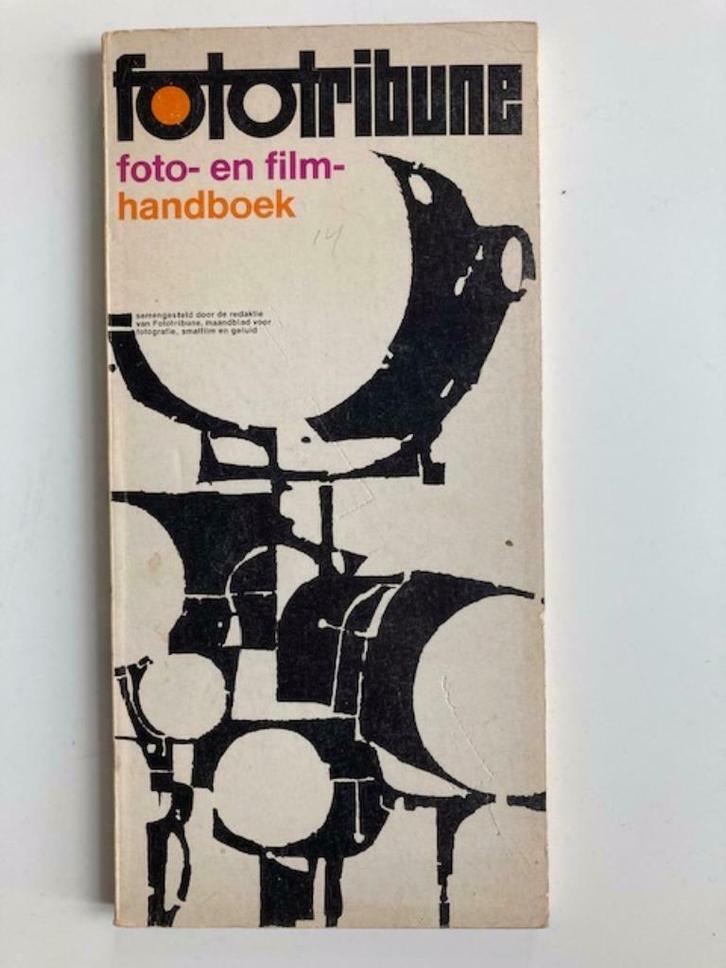 fototribune
foto- en film-
handboek
14
samengesteld door de redaktie
van Fototribune, maandblad voor
fotografie, smalfilm en geluid